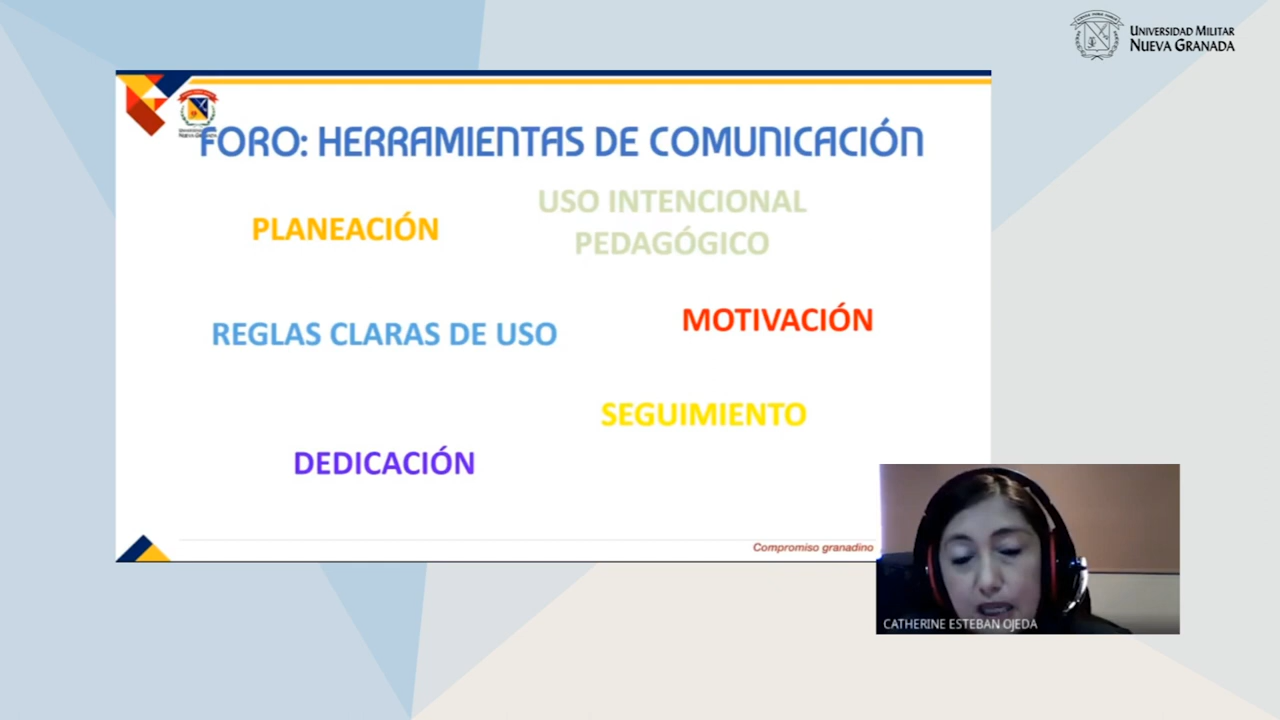 UNIVERSIDAD MILITAR
NUEVA GRANADA
FORO: HERRAMIENTAS DE COMUNICACIÓN
USO INTENCIONAL
PEDAGÓGICO
PLANEACIÓN
MOTIVACIÓN
REGLAS CLARAS DE USO
SEGUIMIENTO
DEDICACIÓN
Compromiso granadino
CATHERINE ESTEBAN OJEDA